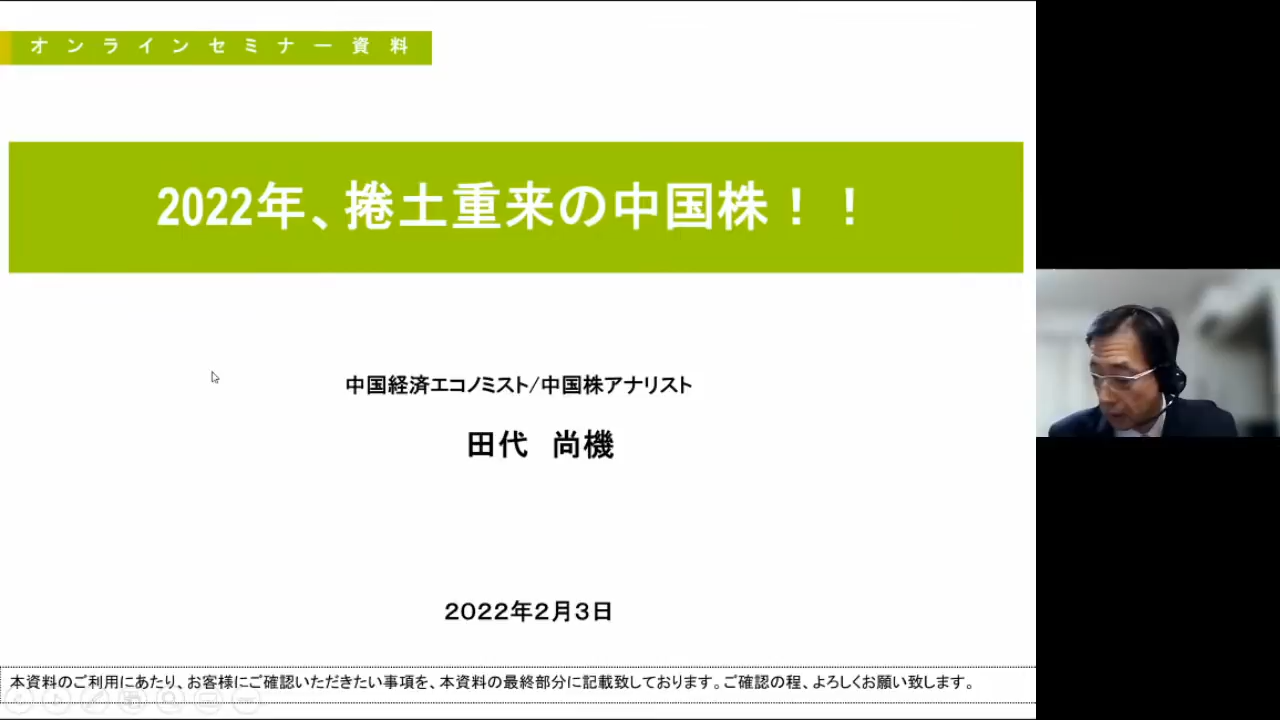 オンラインセミナー資料
2022年、捲土重来の中国株！！
中国経済エコノミスト/中国株アナリスト
田代　尚機
２０２２年２月３日
本資料のご利用にあたり、お客様にご確認いただきたい事項を、本資料の最終部分に記載致しております。ご確認の程、よろしくお願い致します。